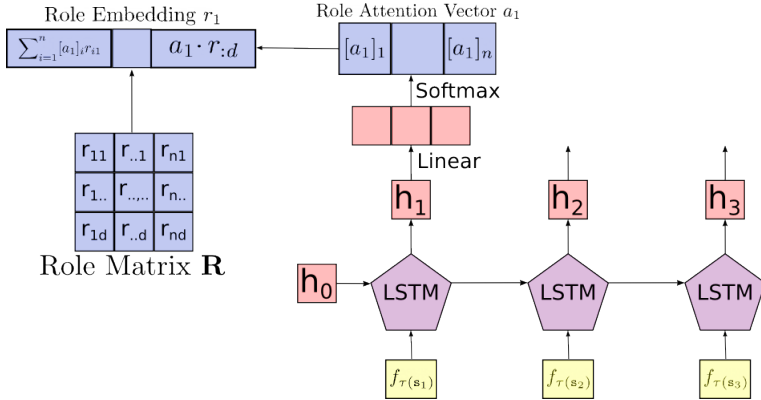 Role Embedding r₁
Role Attention Vector a₁
∑ⁿᵢ₌₁[a₁]ᵢrᵢ₁
a₁ · r:d
[a₁]₁
[a₁]ₙ
Softmax
Linear
r₁₁ r..₁ rₙ₁
r₁.. r..,.. rₙ..
r₁d r..d rₙd
Role Matrix R
h₁
h₂
h₃
h₀
LSTM
LSTM
LSTM
f𝜏(s₁)
f𝜏(s₂)
f𝜏(s₃)